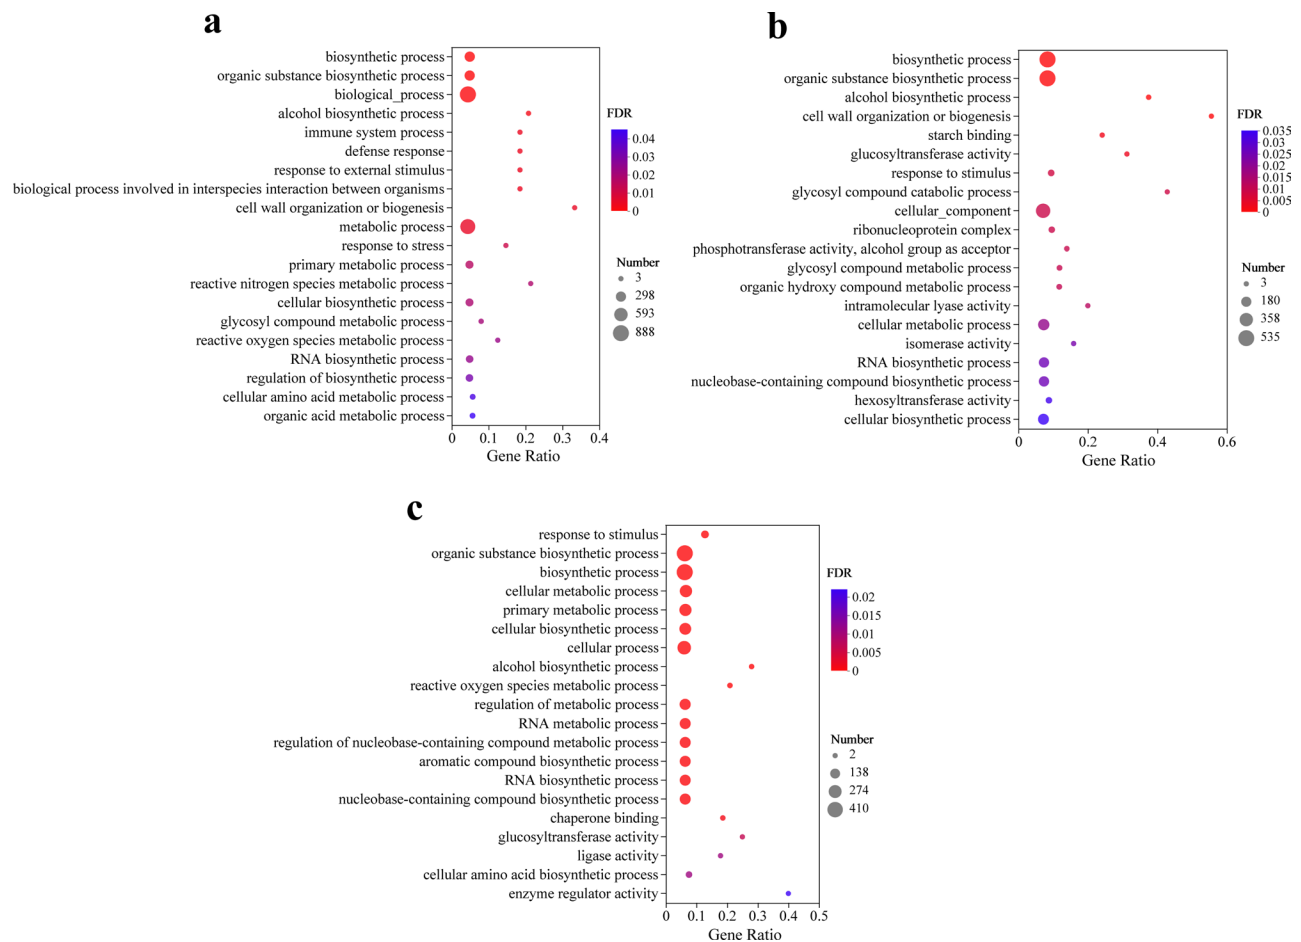 a
biosynthetic process
organic substance biosynthetic process
biological_process
alcohol biosynthetic process
immune system process
defense response
response to external stimulus
biological process involved in interspecies interaction between organisms
cell wall organization or biogenesis
metabolic process
response to stress
primary metabolic process
reactive nitrogen species metabolic process
cellular biosynthetic process
glycosyl compound metabolic process
reactive oxygen species metabolic process
RNA biosynthetic process
regulation of biosynthetic process
cellular amino acid metabolic process
organic acid metabolic process
0 0.1 0.2 0.3 0.4
Gene Ratio
FDR
0.04
0.03
0.02
0.01
0
Number
3
298
593
888
b
biosynthetic process
organic substance biosynthetic process
alcohol biosynthetic process
cell wall organization or biogenesis
starch binding
glucosyltransferase activity
response to stimulus
glycosyl compound catabolic process
cellular_component
ribonucleoprotein complex
phosphotransferase activity, alcohol group as acceptor
glycosyl compound metabolic process
organic hydroxy compound metabolic process
intramolecular lyase activity
cellular metabolic process
isomerase activity
RNA biosynthetic process
nucleobase-containing compound biosynthetic process
hexosyltransferase activity
cellular biosynthetic process
0 0.2 0.4 0.6
Gene Ratio
FDR
0.035
0.03
0.025
0.02
0.015
0.01
0.005
0
Number
3
180
358
535
c
response to stimulus
organic substance biosynthetic process
biosynthetic process
cellular metabolic process
primary metabolic process
cellular biosynthetic process
cellular process
alcohol biosynthetic process
reactive oxygen species metabolic process
regulation of metabolic process
RNA metabolic process
regulation of nucleobase-containing compound metabolic process
aromatic compound biosynthetic process
RNA biosynthetic process
nucleobase-containing compound biosynthetic process
chaperone binding
glucosyltransferase activity
ligase activity
cellular amino acid biosynthetic process
enzyme regulator activity
0 0.1 0.2 0.3 0.4 0.5
Gene Ratio
FDR
0.02
0.015
0.01
0.005
0
Number
2
138
274
410